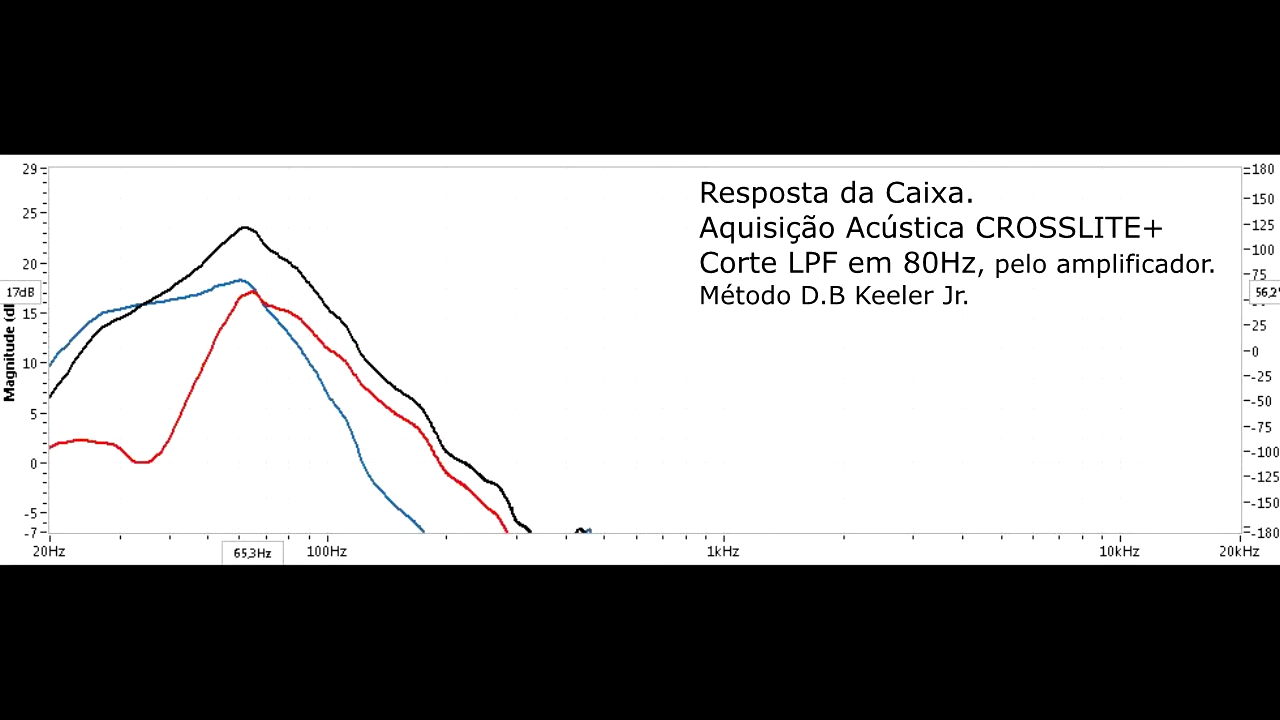 Resposta da Caixa.
Aquisição Acústica CROSSLITE+
Corte LPF em 80Hz, pelo amplificador.
Método D.B Keeler Jr.
29
25
20
17dB
15
10
5
0
-5
-7
Magnitude (dB
180
150
125
100
75
56,2°
25
0
-25
-50
-75
-100
-125
-150
-180
20Hz
65,3Hz
100Hz
1kHz
10kHz
20kHz